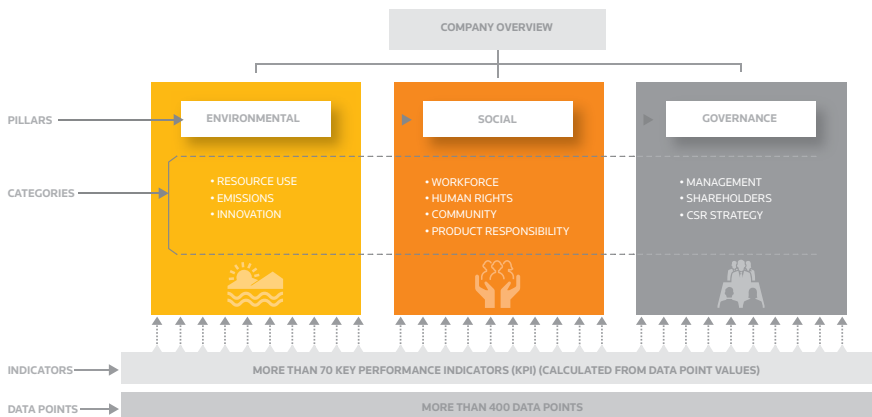 COMPANY OVERVIEW
PILLARS
ENVIRONMENTAL
SOCIAL
GOVERNANCE
CATEGORIES
• RESOURCE USE
• EMISSIONS
• INNOVATION
• WORKFORCE
• HUMAN RIGHTS
• COMMUNITY
• PRODUCT RESPONSIBILITY
• MANAGEMENT
• SHAREHOLDERS
• CSR STRATEGY
INDICATORS
MORE THAN 70 KEY PERFORMANCE INDICATORS (KPI) (CALCULATED FROM DATA POINT VALUES)
DATA POINTS
MORE THAN 400 DATA POINTS